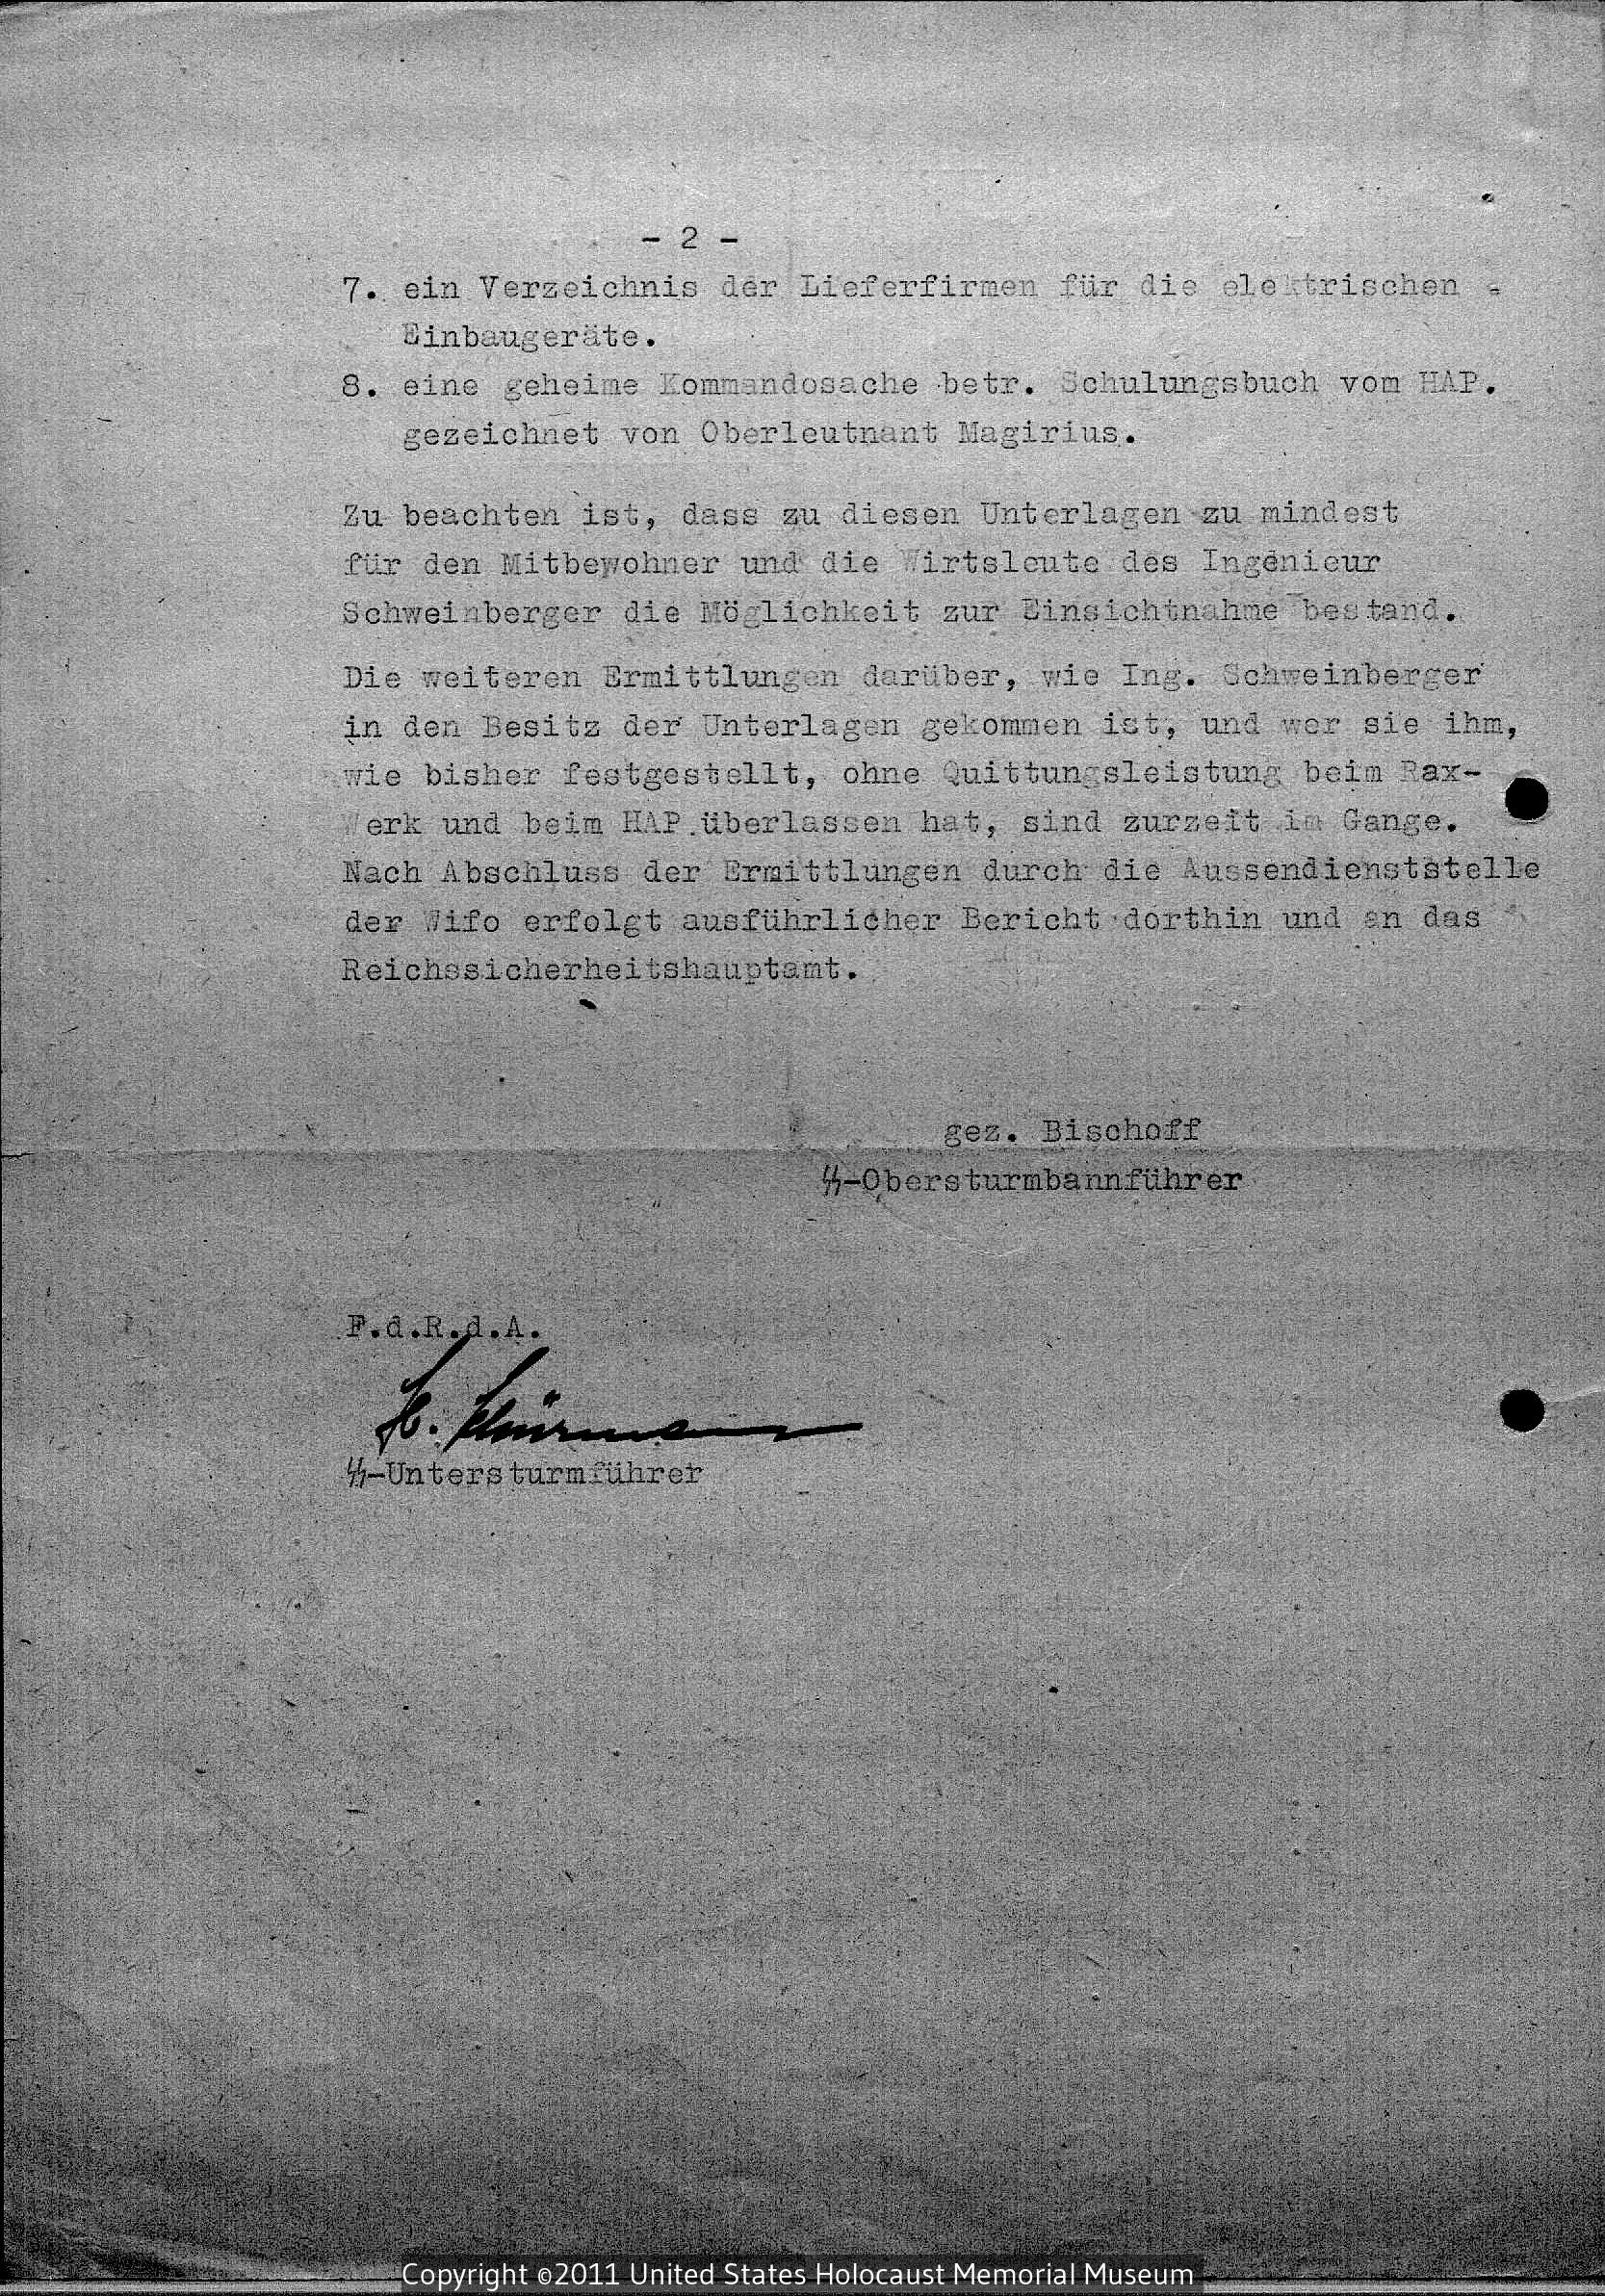 - 2 -
7. ein Verzeichnis der Lieferfirmen für die elektrischen -
Einbaugeräte.
8. eine geheime Kommandosache betr. Schulungsbuch vom HAP.
gezeichnet von Oberleutnant Magirius.
Zu beachten ist, dass zu diesen Unterlagen zu mindest
für den Mitbewohner und die Wirtsleute des Ingenieur
Schweinberger die Möglichkeit zur Einsichtnahme bestand.
Die weiteren Ermittlungen darüber, wie Ing. Schweinberger
in den Besitz der Unterlagen gekommen ist, und wer sie ihm,
wie bisher festgestellt, ohne Quittungsleistung beim Rax-
Werk und beim HAP.überlassen hat, sind zurzeit im Gange.
Nach Abschluss der Ermittlungen durch die Aussendienststelle
der Wifo erfolgt ausführlicher Bericht dorthin und an das
Reichssicherheitshauptamt.
gez. Bischoff
SS-Obersturmbannführer
F.d.R.d.A.
H. Schürmann
SS-Untersturmführer
Copyright ©2011 United States Holocaust Memorial Museum